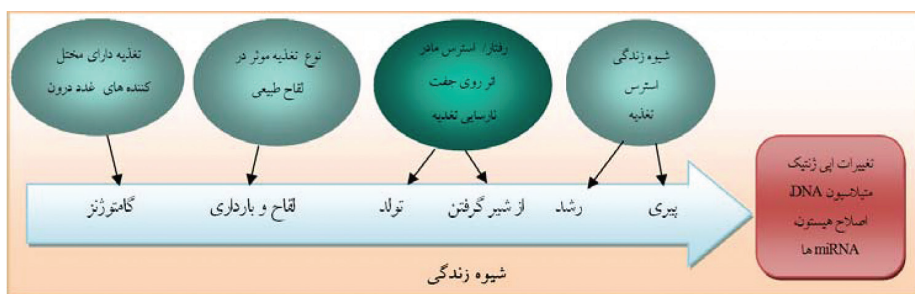 تغذیه دارای مختل
کننده های غدد درون
نوع تغذیه موثر در
لقاح طبیعی
رفتار/ استرس مادر
اثر روی جفت
نارسایی تغذیه
شیوه زندگی
استرس
تغذیه
گامتوژنز
لقاح و بارداری
تولد
از شیر گرفتن
رشد
پیری
تغییرات اپی ژنتیک
متیلاسیون DNA،
اصلاح هیستون،
miRNA ها
شیوه زندگی